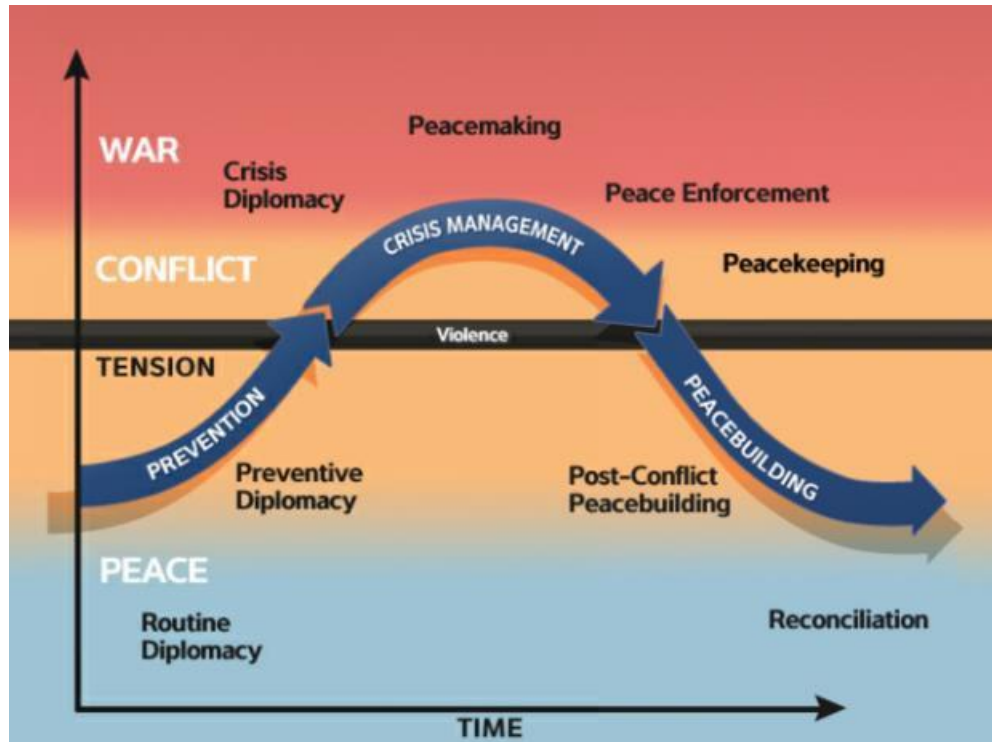 WAR
Peacemaking
Crisis
Diplomacy
Peace Enforcement
CRISIS MANAGEMENT
CONFLICT
Peacekeeping
Violence
TENSION
PREVENTION
PEACEBUILDING
Preventive
Diplomacy
Post-Conflict
Peacebuilding
PEACE
Routine
Diplomacy
Reconciliation
TIME